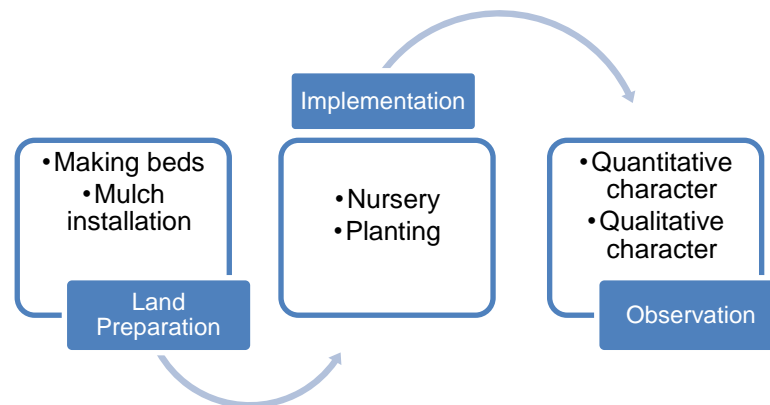 •Making beds
•Mulch
installation
Land
Preparation
Implementation
•Nursery
•Planting
•Quantitative
character
•Qualitative
character
Observation